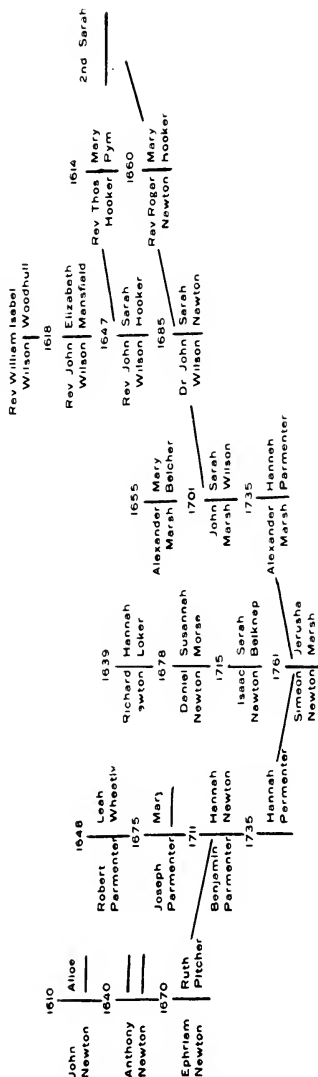 1610
John Alice
Newton
1640
Anthony
Newton
1670
Ephriam Ruth
Newton Pitcher
1648
Robert Leah
Parmenter Wheatly
1675
Joseph Mary
Parmenter
1711
Benjamin Hannah
Parmenter Newton
1735
Hannah
Parmenter
1639
Richard Hannah
ewton Loker
1678
Daniel Susannah
Newton Morse
1715
Isaac Sarah
Newton Belknap
1761
Simeon Jerusha
Newton Marsh
1655
Alexander Mary
Marsh Belcher
1701
John Sarah
Marsh Wilson
1735
Alexander Hannah
Marsh Parmenter
Rev William Isabel
Wilson Woodhull
1618
Rev John Elizabeth
Wilson Mansfield
1647
Rev John Sarah
Wilson Hooker
1685
Dr John Sarah
Wilson Newton
1614
Rev Thos Mary
Hooker Pym
1660
Rev Roger Mary
Newton hooker
2nd Sarah